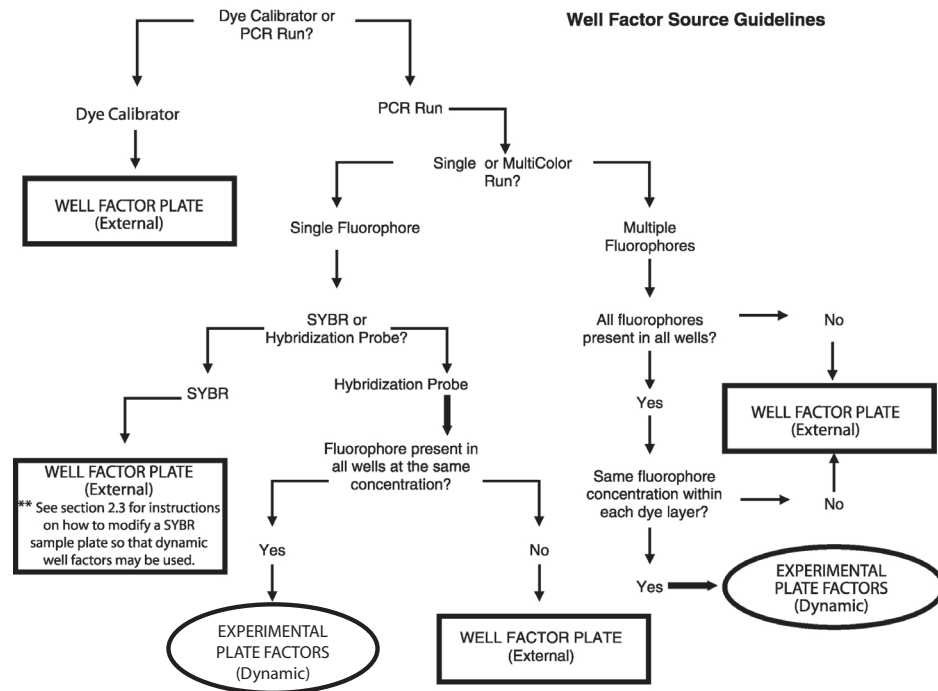 Well Factor Source Guidelines
Dye Calibrator or
PCR Run?
Dye Calibrator
PCR Run
WELL FACTOR PLATE
(External)
Single or MultiColor
Run?
Single Fluorophore
Multiple
Fluorophores
SYBR or
Hybridization Probe?
All fluorophores
present in all wells?
No
SYBR
Hybridization Probe
Yes
WELL FACTOR PLATE
(External)
WELL FACTOR PLATE
(External)
** See section 2.3 for instructions
on how to modify a SYBR
sample plate so that dynamic
well factors may be used.
Fluorophore present in
all wells at the same
concentration?
Same fluorophore
concentration within
each dye layer?
No
Yes
No
Yes
EXPERIMENTAL
PLATE FACTORS
(Dynamic)
EXPERIMENTAL
PLATE FACTORS
(Dynamic)
WELL FACTOR PLATE
(External)